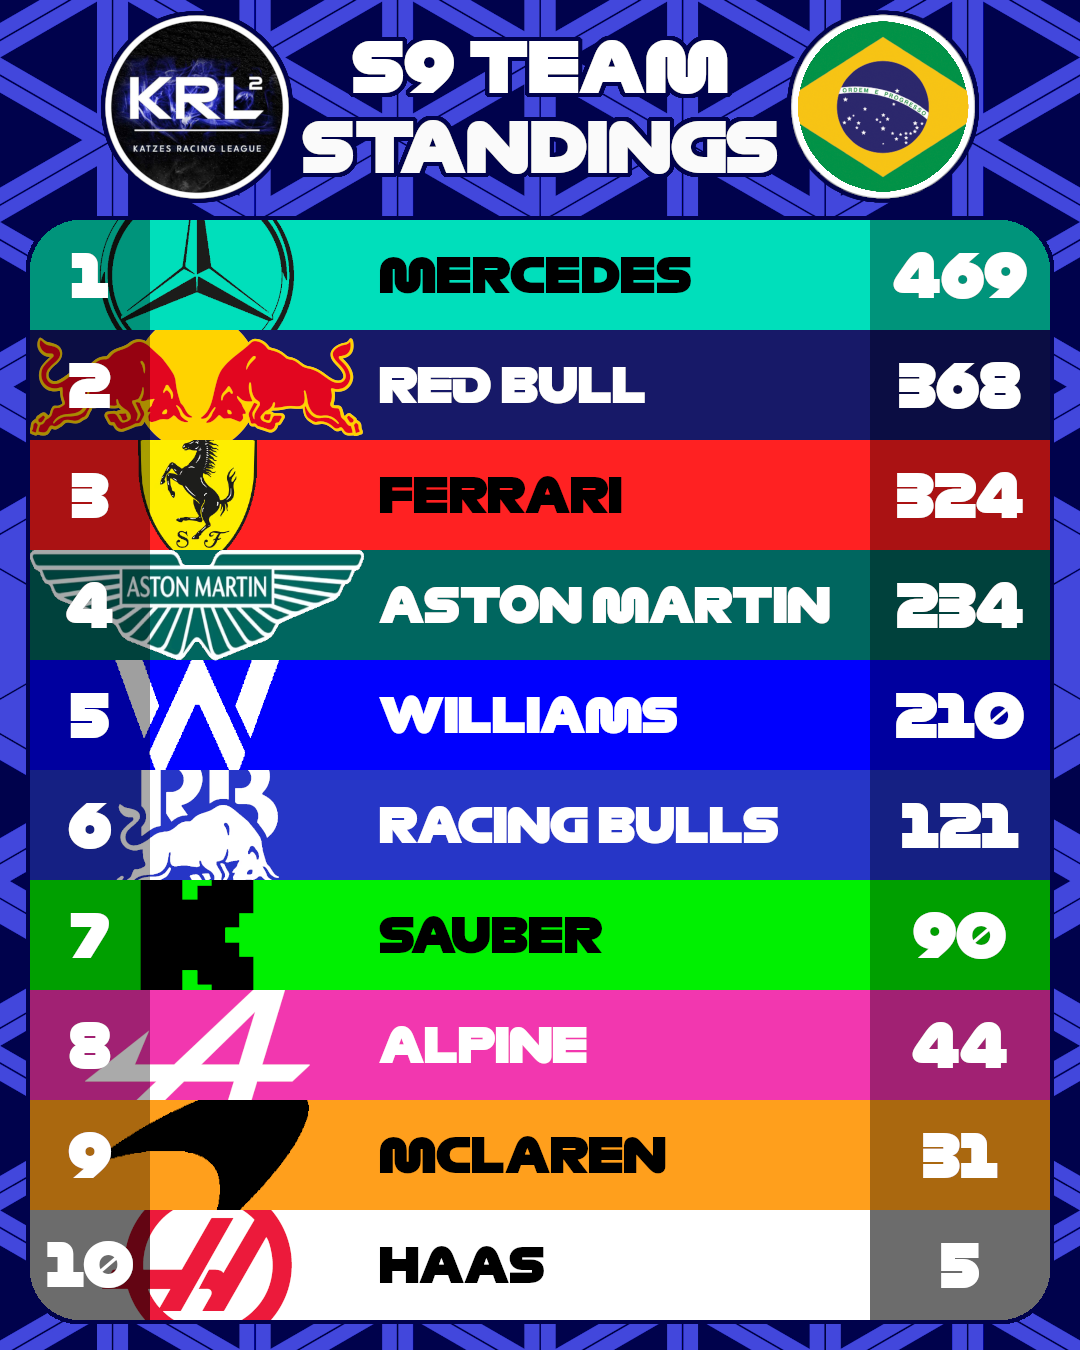 KRL²
KATZES RACING LEAGUE
S9 TEAM
STANDINGS
ORDEM E PROGRESSO
1 MERCEDES 469
2 RED BULL 368
3 S F FERRARI 324
4 ASTON MARTIN ASTON MARTIN 234
5 W WILLIAMS 210
6 RB RACING BULLS 121
7 K SAUBER 90
8 A ALPINE 44
9 MCLAREN 31
10 H HAAS 5